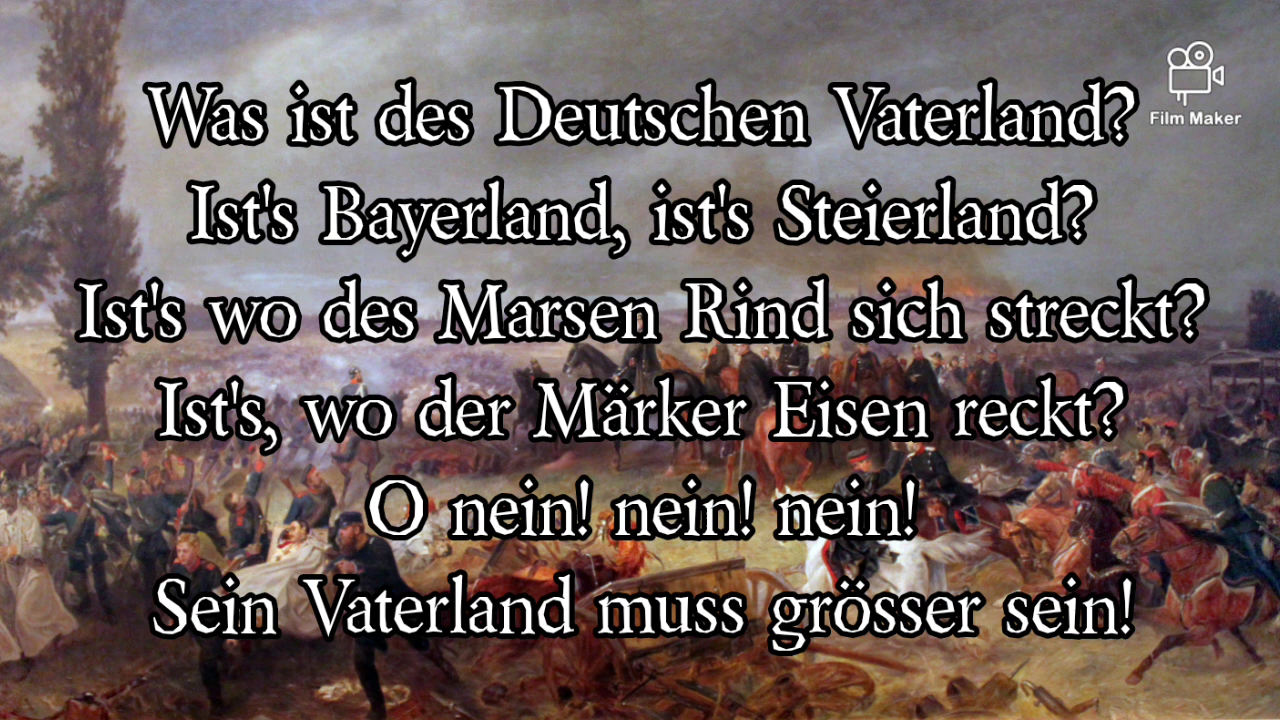 Was ist des Deutschen Vaterland?
Ist's Bayerland, ist's Steierland?
Ist's wo des Marsen Rind sich streckt?
Ist's, wo der Märker Eisen reckt?
O nein! nein! nein!
Sein Vaterland muss grösser sein!
Film Maker